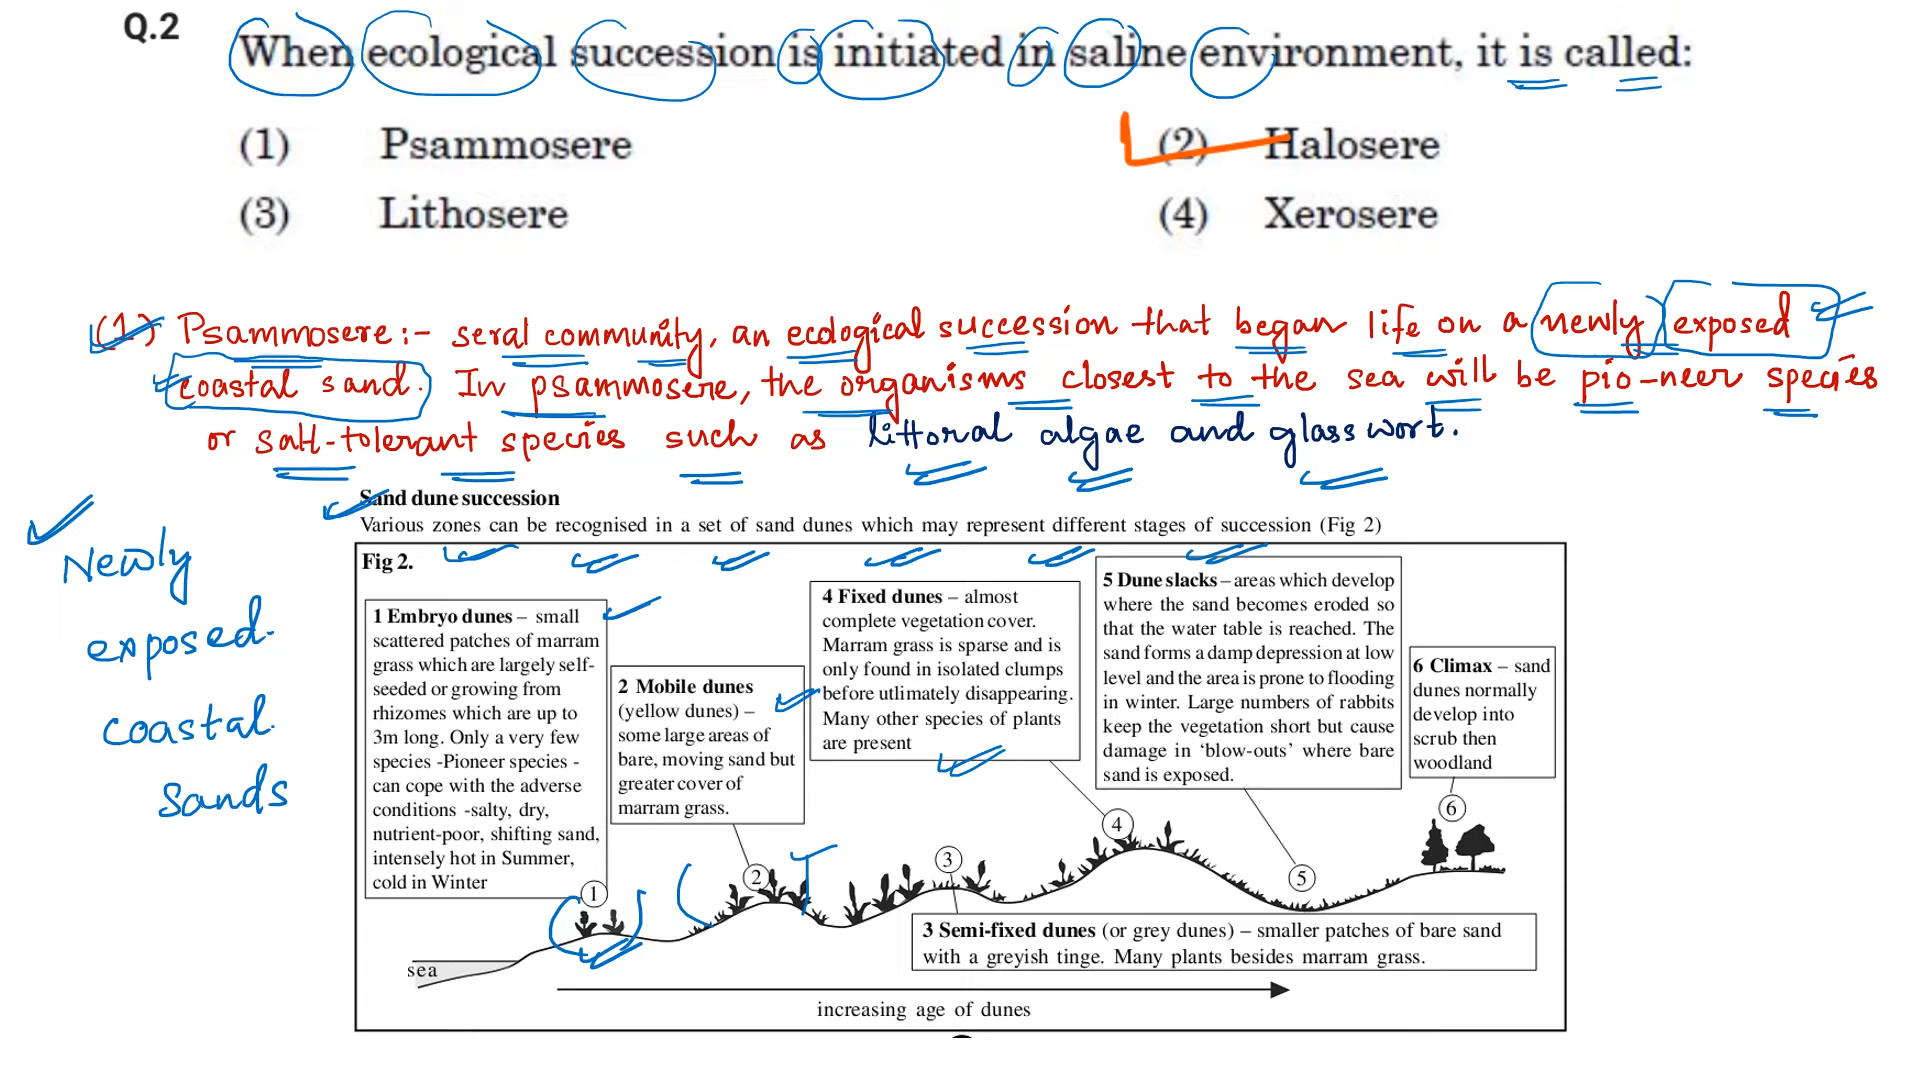 Q.2
When ecological succession is initiated in saline environment, it is called:
(1) Psammosere
(2) Halosere
(3) Lithosere
(4) Xerosere
(1) Psammosere:- seral community, an ecological succession that began life on a newly exposed
coastal sand. In psammosere, the organisms closest to the sea will be pio-neer species
or salt-tolerant species such as littoral algae and glasswort.
Sand dune succession
Various zones can be recognised in a set of sand dunes which may represent different stages of succession (Fig 2)
Newly
exposed
coastal
sands
Fig 2.
1 Embryo dunes – small
scattered patches of marram
grass which are largely self-
seeded or growing from
rhizomes which are up to
3m long. Only a very few
species -Pioneer species -
can cope with the adverse
conditions -salty, dry,
nutrient-poor, shifting sand,
intensely hot in Summer,
cold in Winter
2 Mobile dunes
(yellow dunes) –
some large areas of
bare, moving sand but
greater cover of
marram grass.
4 Fixed dunes – almost
complete vegetation cover.
Marram grass is sparse and is
only found in isolated clumps
before utlimately disappearing.
Many other species of plants
are present
5 Dune slacks – areas which develop
where the sand becomes eroded so
that the water table is reached. The
sand forms a damp depression at low
level and the area is prone to flooding
in winter. Large numbers of rabbits
keep the vegetation short but cause
damage in ‘blow-outs’ where bare
sand is exposed.
6 Climax – sand
dunes normally
develop into
scrub then
woodland
1
2
3
4
5
6
3 Semi-fixed dunes (or grey dunes) – smaller patches of bare sand
with a greyish tinge. Many plants besides marram grass.
sea
increasing age of dunes